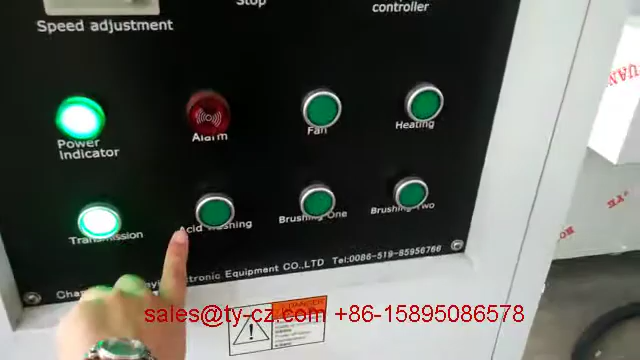 Stop
controller
Speed adjustment
Power
Indicator
Alarm
Fan
Heating
Transmission
Brushing One
Brushing Two
Electronic Equipment CO.,LTD Tel:0086-519-85956766
DANGER
sales@ty-cz.com +86-15895086578